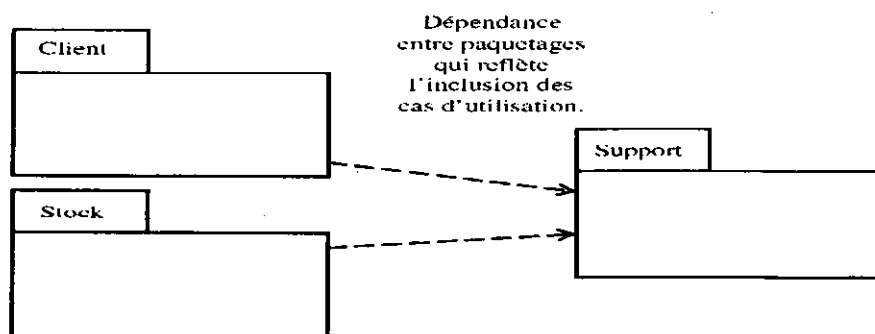 Client
Dépendance
entre paquetages
qui reflète
l'inclusion des
cas d'utilisation.
Support
Stock